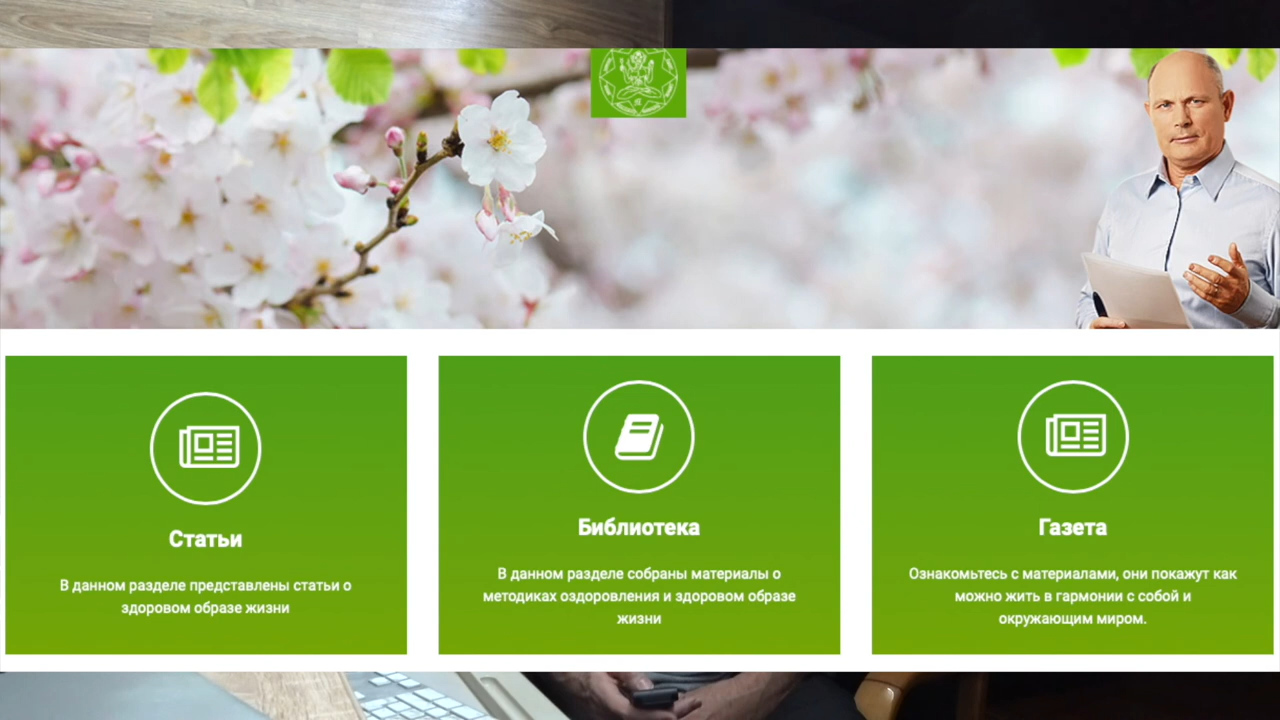 Статьи
В данном разделе представлены статьи о
здоровом образе жизни
Библиотека
В данном разделе собраны материалы о
методиках оздоровления и здоровом образе
жизни
Газета
Ознакомьтесь с материалами, они покажут как
можно жить в гармонии с собой и
окружающим миром.